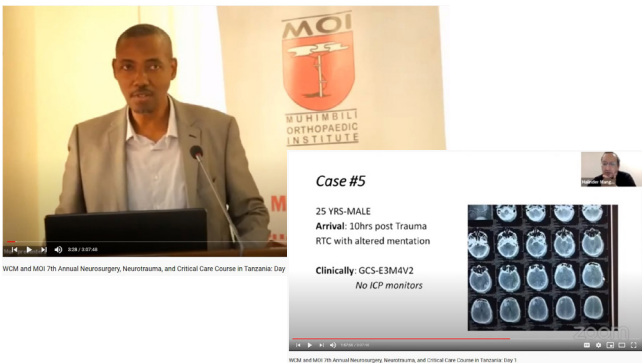 MOI
MUHIMBILI
ORTHOPAEDIC
INSTITUTE
M
WCM and MOI 7th Annual Neurosurgery, Neurotrauma, and Critical Care Course in Tanzania: Day
Case #5
25 YRS-MALE
Arrival: 10hrs post Trauma
RTC with altered mentation
Clinically: GCS-E3M4V2
No ICP monitors
zoom
WCM and MOI 7th Annual Neurosurgery, Neurotrauma, and Critical Care Course in Tanzania: Day 1